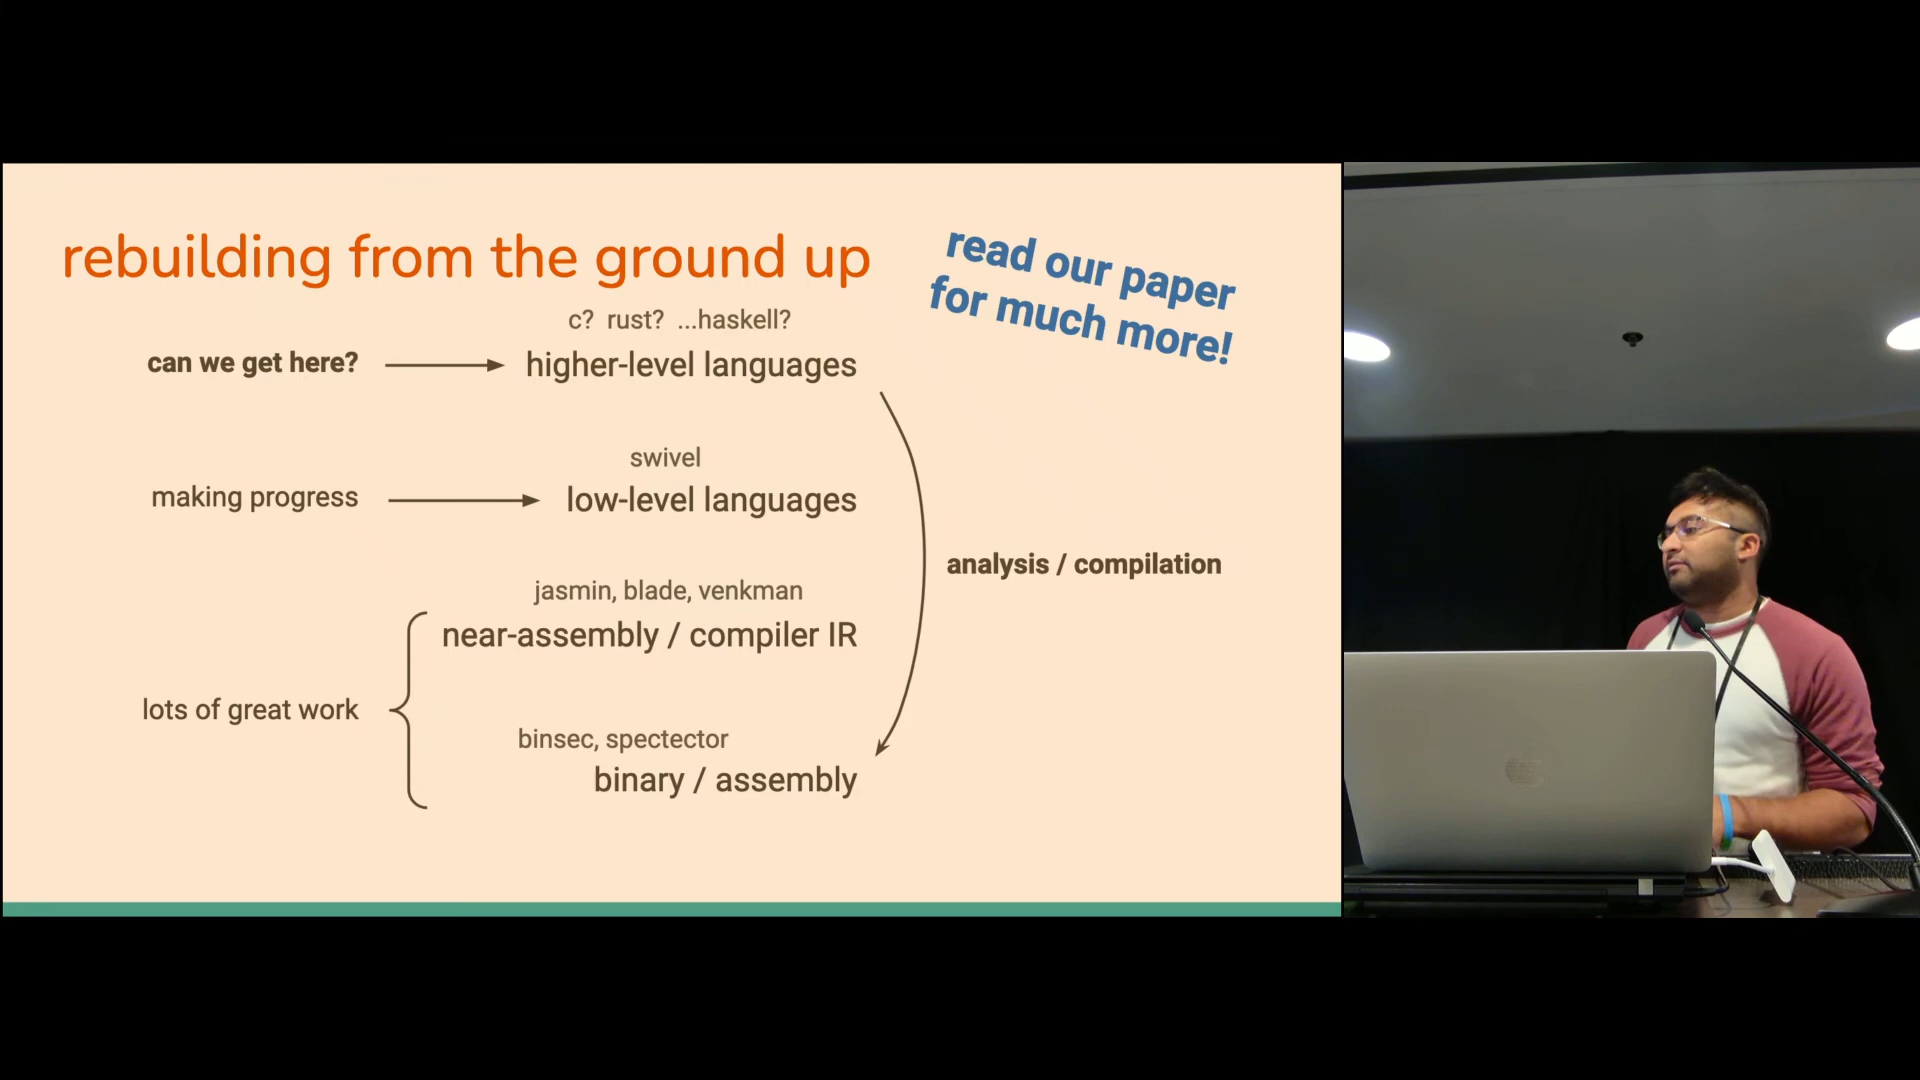 rebuilding from the ground up
read our paper
for much more!
c? rust? ...haskell?
can we get here?
higher-level languages
swivel
making progress
low-level languages
analysis / compilation
jasmin, blade, venkman
near-assembly / compiler IR
lots of great work
binsec, spectector
binary / assembly